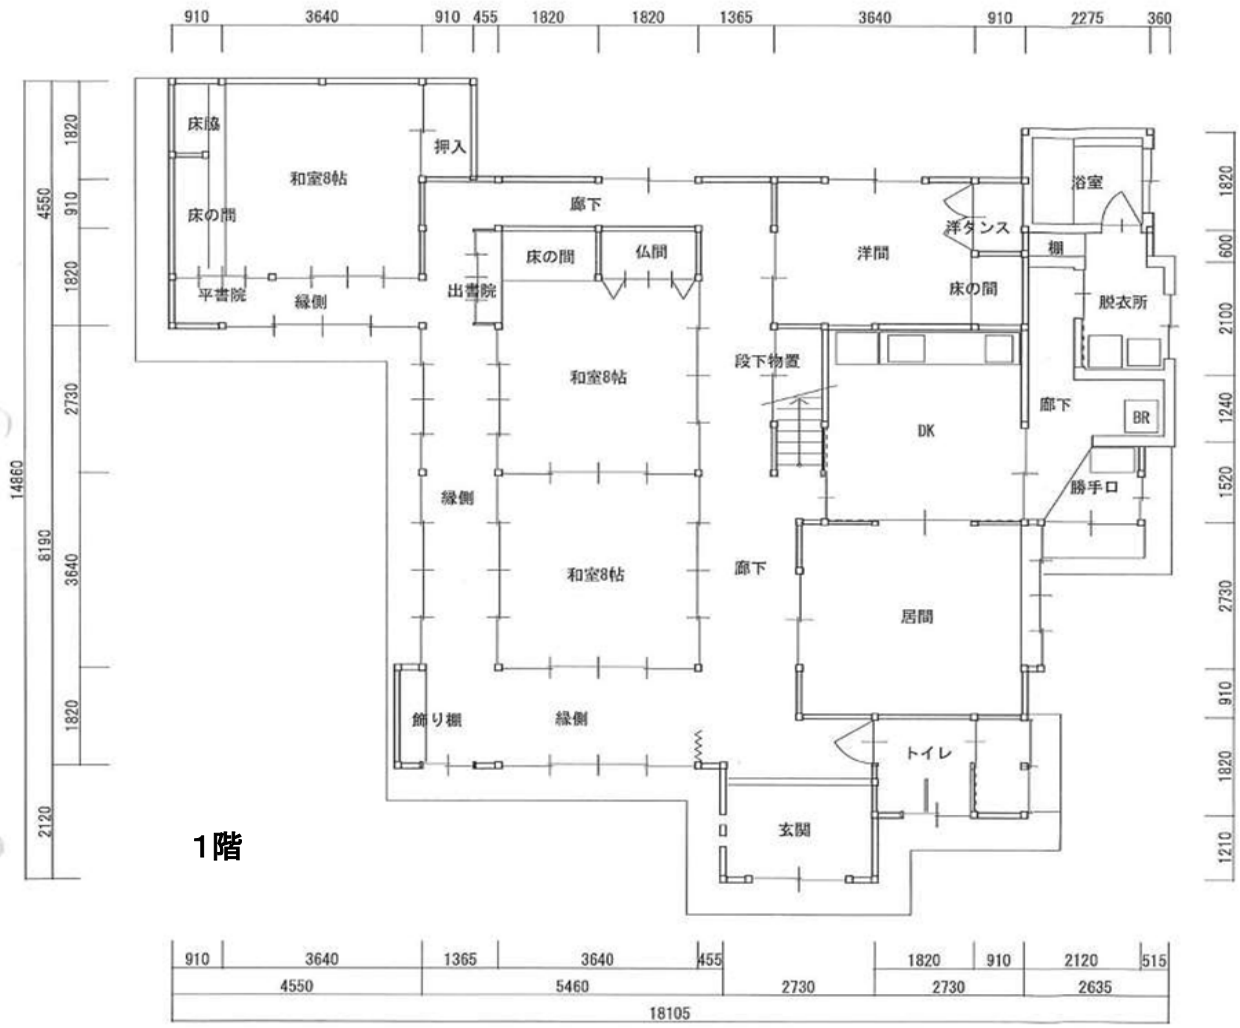 910 3640 910 455 1820 1820 1365 3640 910 2275 360
床脇
押入
和室8帖
浴室
廊下
床の間
洋タンス
棚
床の間
仏間
洋間
平書院
縁側
出書院
床の間
脱衣所
段下物置
和室8帖
廊下
BR
DK
縁側
勝手口
和室8帖
廊下
居間
飾り棚
縁側
トイレ
玄関
1階
1820
910
1820
2730
3640
1820
4550
8190
2120
14860
1820
600
2100
1240
1520
2730
910
1820
1210
910 3640 1365 3640 455 1820 910 2120 515
4550 5460 2730 2730 2635
18105